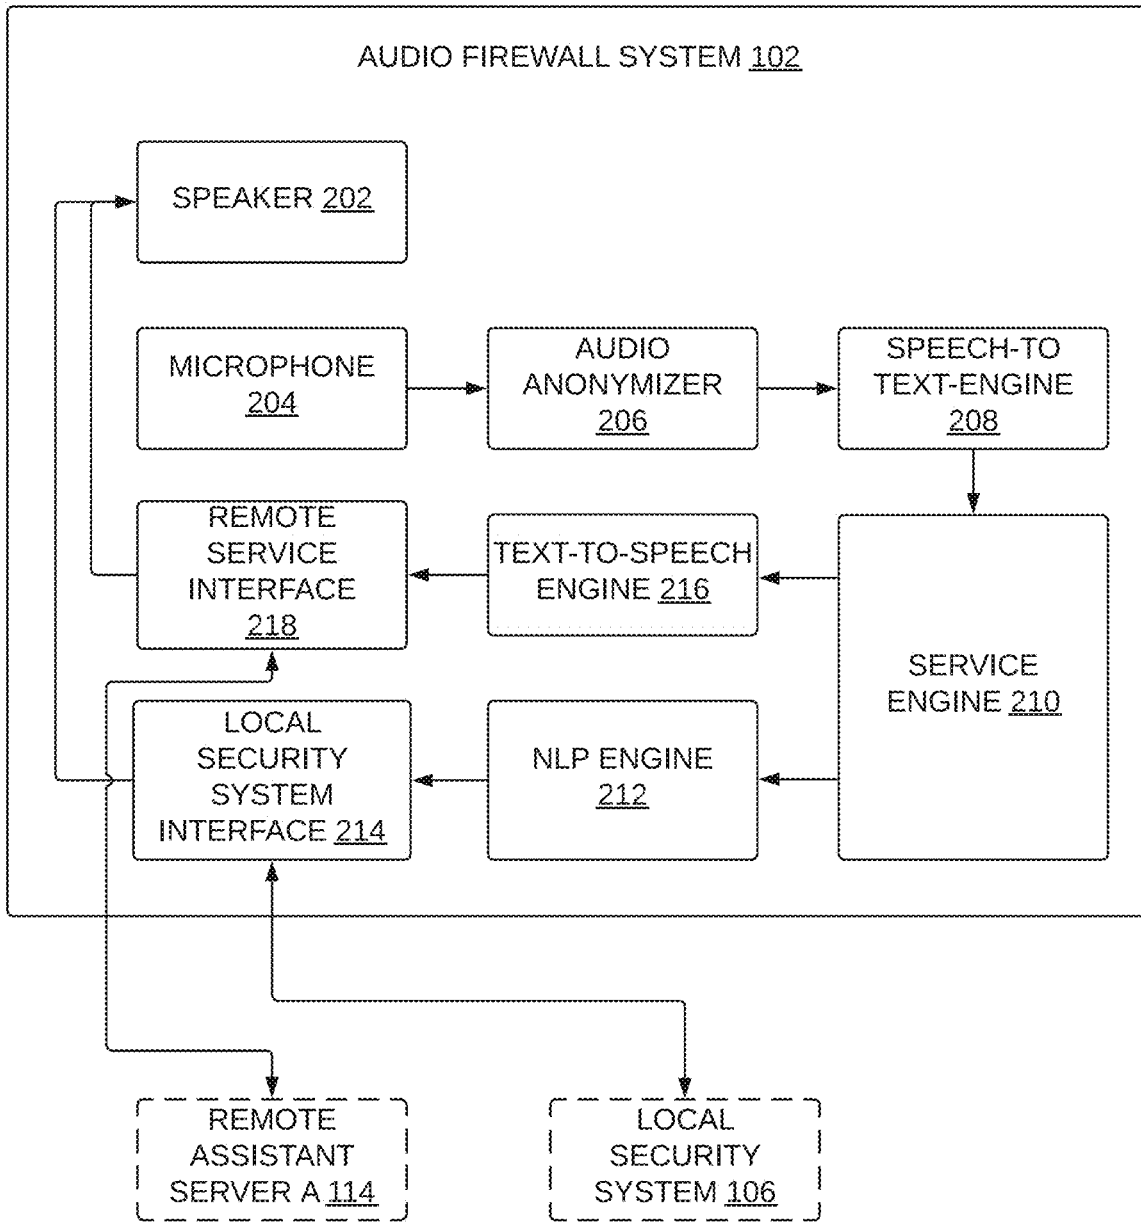 AUDIO FIREWALL SYSTEM 102
SPEAKER 202
MICROPHONE
204
AUDIO
ANONYMIZER
206
SPEECH-TO
TEXT-ENGINE
208
REMOTE
SERVICE
INTERFACE
218
TEXT-TO-SPEECH
ENGINE 216
SERVICE
ENGINE 210
LOCAL
SECURITY
SYSTEM
INTERFACE 214
NLP ENGINE
212
REMOTE
ASSISTANT
SERVER A 114
LOCAL
SECURITY
SYSTEM 106